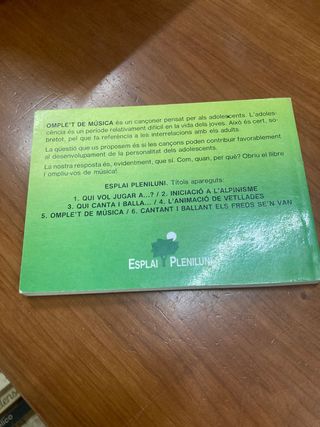 OMPLE'T DE MÚSICA és un cançoner pensat per als adolescents. L'adoles-
cència és un període relativament difícil en la vida dels joves. Això és cert, so-
bretot, pel que fa referència a les interrelacions amb els adults.
La qüestió que us proposem és si les cançons poden contribuir favorablement
al desenvolupament de la personalitat dels adolescents.
La nostra resposta és, evidentment, que sí. Com, quan, per què? Obriu el llibre
i ompliu-vos de música!
ESPLAI PLENILUNI. Títols apareguts:
1. QUI VOL JUGAR A...? / 2. INICIACIÓ A L'ALPINISME
3. QUI CANTA I BALLA... / 4. L'ANIMACIÓ DE VETLLADES
5. OMPLE'T DE MÚSICA / 6. CANTANT I BALLANT ELS FREDS SE'N VAN
ESPLAI PLENILUNI